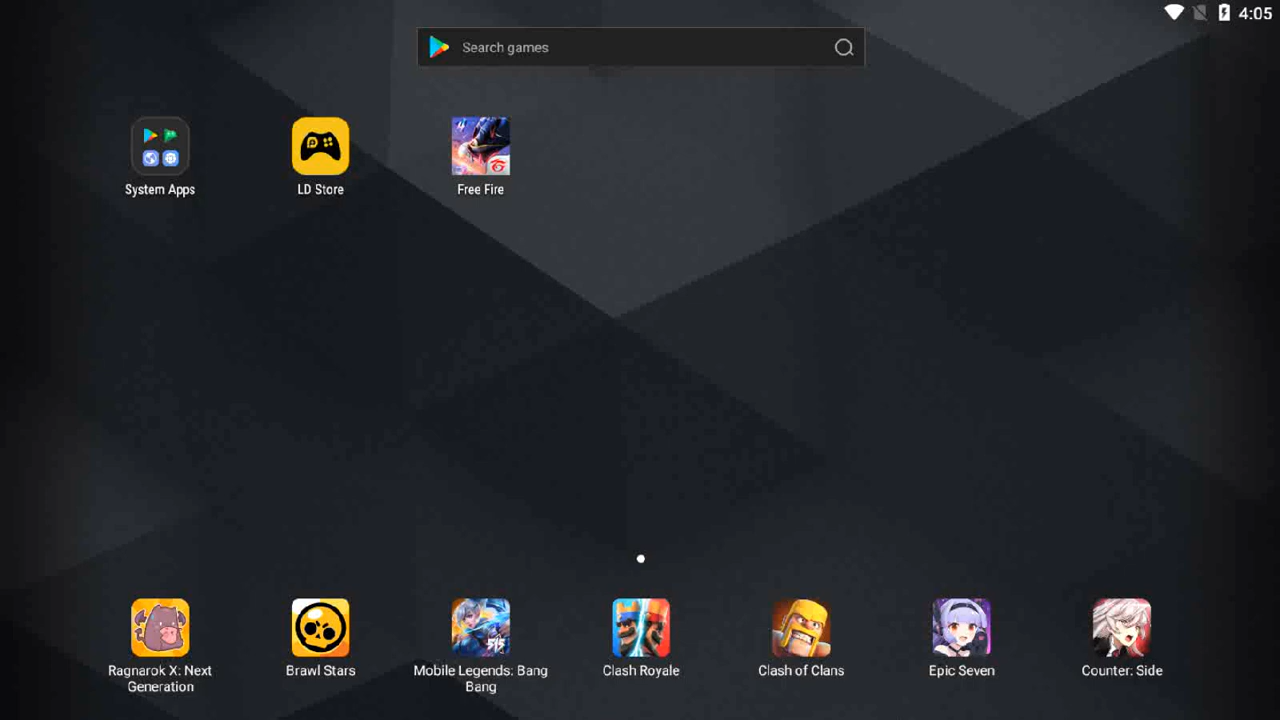 4:05
Search games
System Apps
LD Store
Free Fire
Ragnarok X: Next
Generation
Brawl Stars
Mobile Legends: Bang
Bang
Clash Royale
Clash of Clans
Epic Seven
Counter: Side